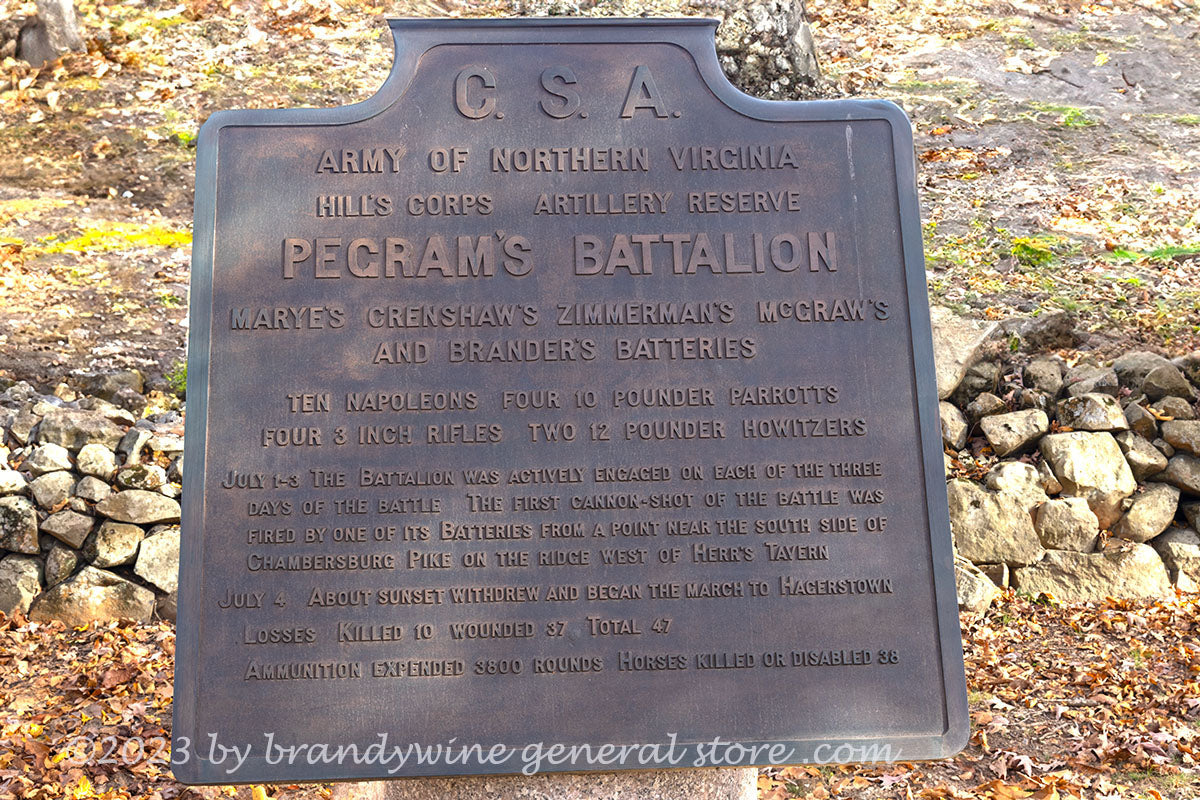 C. S. A.
ARMY OF NORTHERN VIRGINIA
HILL'S CORPS ARTILLERY RESERVE
PEGRAM'S BATTALION
MARYE'S CRENSHAW'S ZIMMERMAN'S McGRAW'S
AND BRANDER'S BATTERIES
TEN NAPOLEONS FOUR 10 POUNDER PARROTTS
FOUR 3 INCH RIFLES TWO 12 POUNDER HOWITZERS
JULY 1-3 THE BATTALION WAS ACTIVELY ENGAGED ON EACH OF THE THREE
DAYS OF THE BATTLE THE FIRST CANNON-SHOT OF THE BATTLE WAS
FIRED BY ONE OF ITS BATTERIES FROM A POINT NEAR THE SOUTH SIDE OF
CHAMBERSBURG PIKE ON THE RIDGE WEST OF HERR'S TAVERN
JULY 4 ABOUT SUNSET WITHDREW AND BEGAN THE MARCH TO HAGERSTOWN
LOSSES KILLED 10 WOUNDED 37 TOTAL 47
AMMUNITION EXPENDED 3800 ROUNDS HORSES KILLED OR DISABLED 38
©2023 by brandywine general store .com